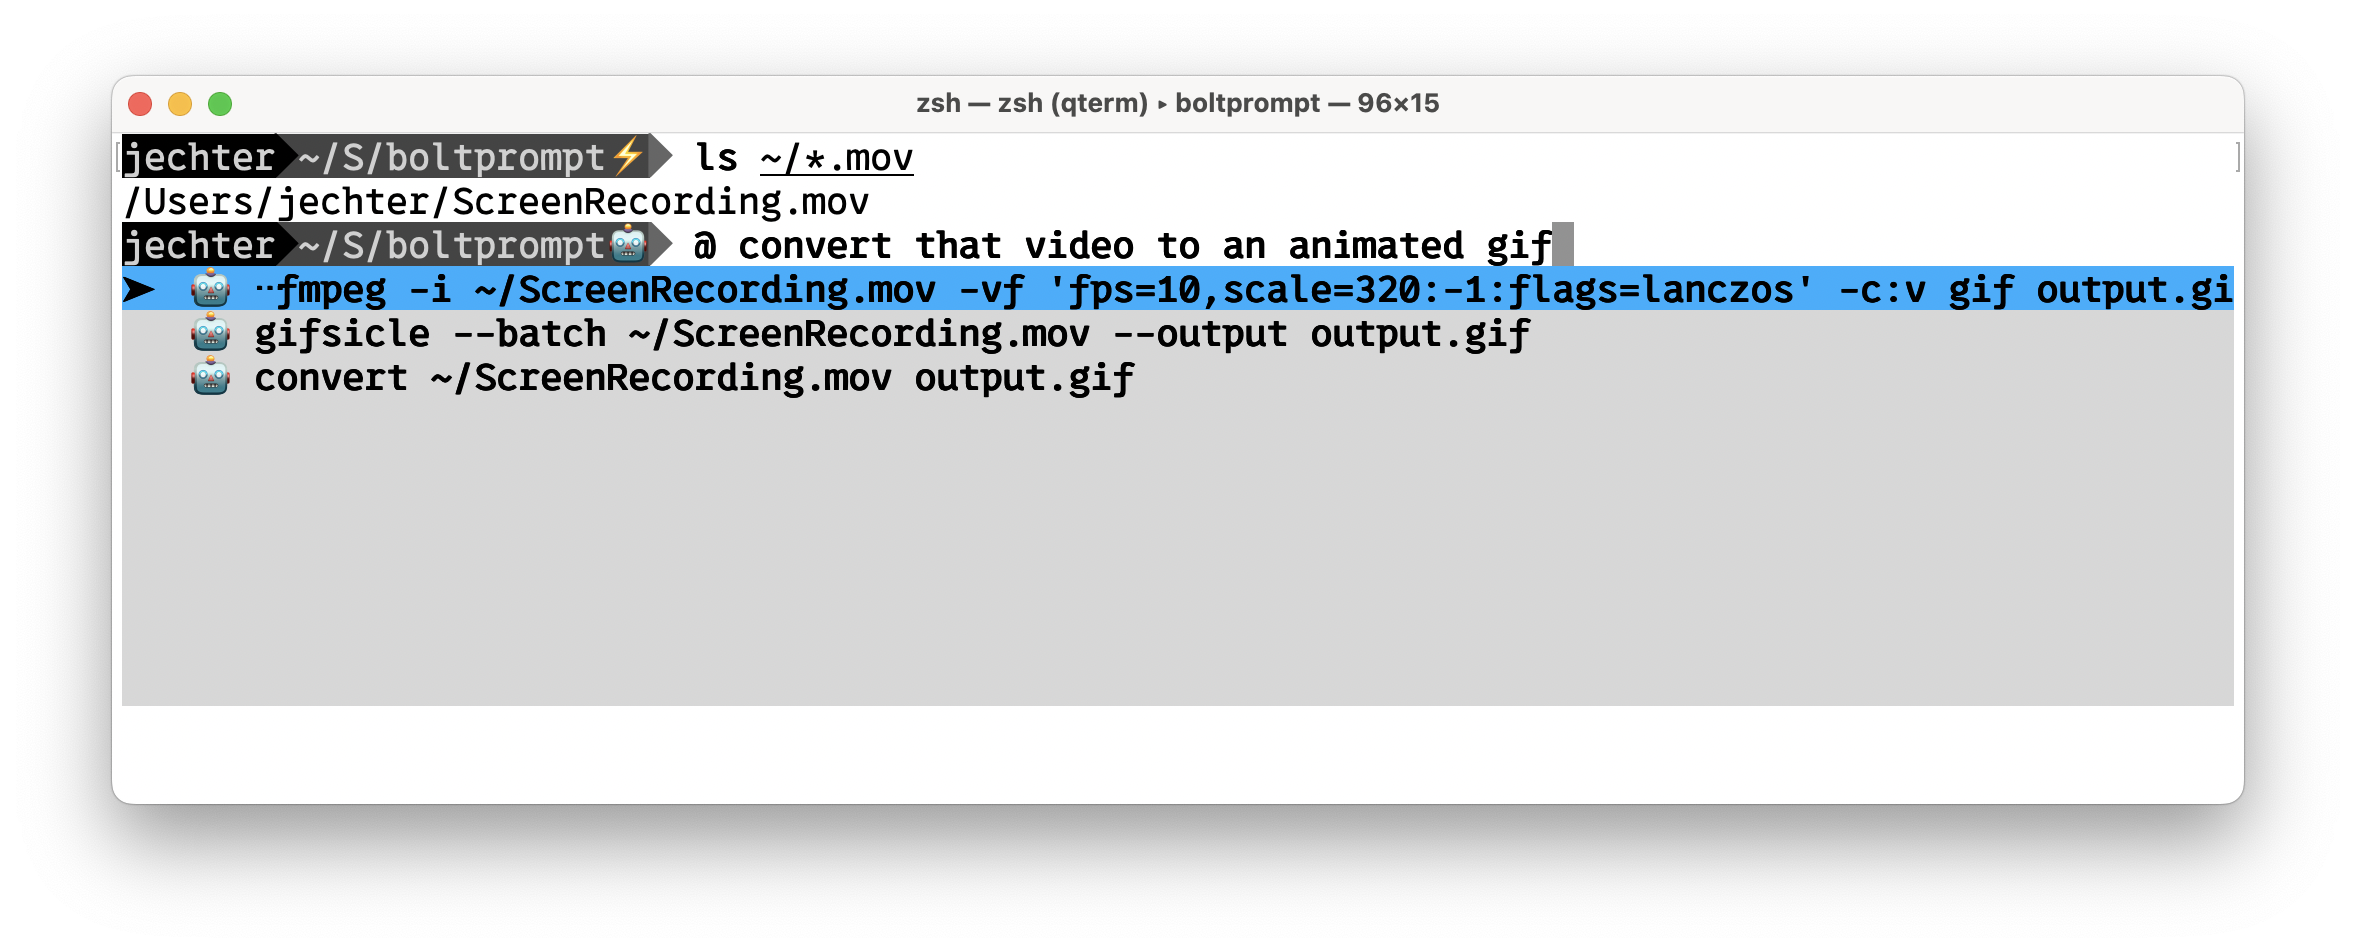 zsh — zsh (qterm) ▸ boltprompt — 96×15
jechter ~/S/boltprompt⚡ ls ~/*.mov
/Users/jechter/ScreenRecording.mov
jechter ~/S/boltprompt🤖 @ convert that video to an animated gif
➤ 🤖 …fmpeg -i ~/ScreenRecording.mov -vf 'fps=10,scale=320:-1:flags=lanczos' -c:v gif output.gi
🤖 gifsicle --batch ~/ScreenRecording.mov --output output.gif
🤖 convert ~/ScreenRecording.mov output.gif